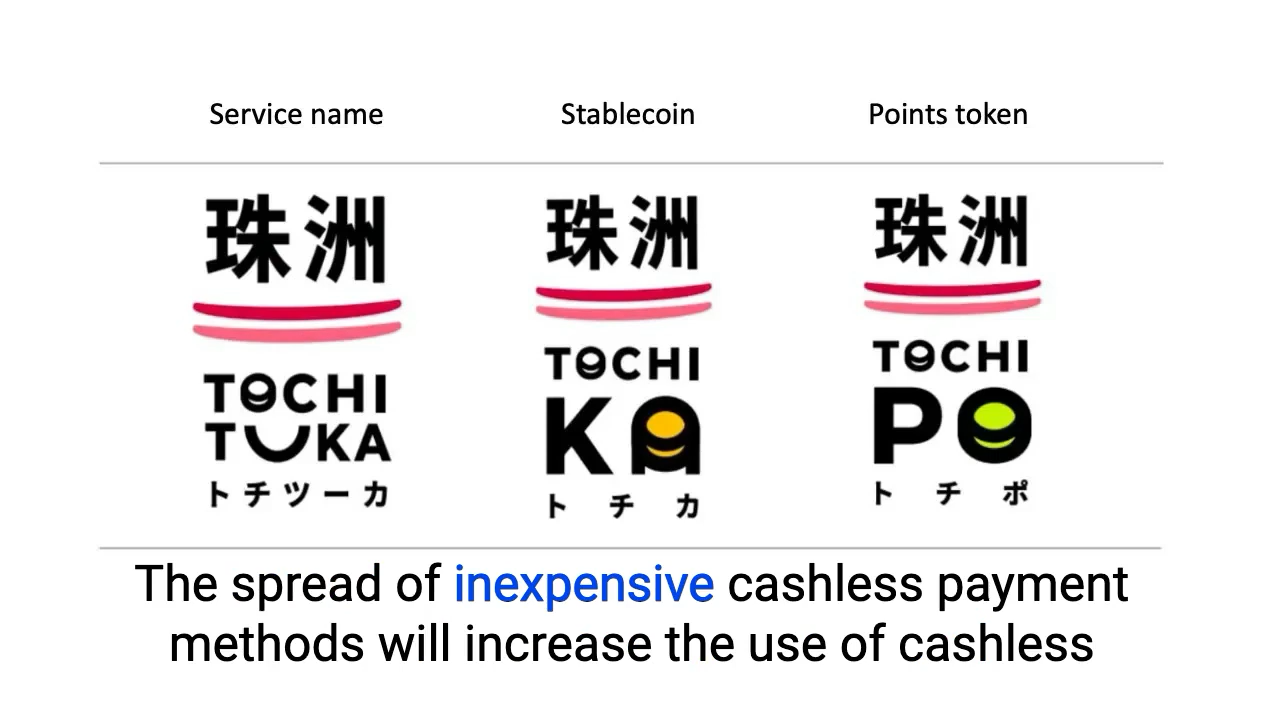 Service name
Stablecoin
Points token
珠洲
TOCHI
TUKA
トチツーカ
珠洲
TOCHI
KA
トチカ
珠洲
TOCHI
PO
トチポ
The spread of inexpensive cashless payment
methods will increase the use of cashless